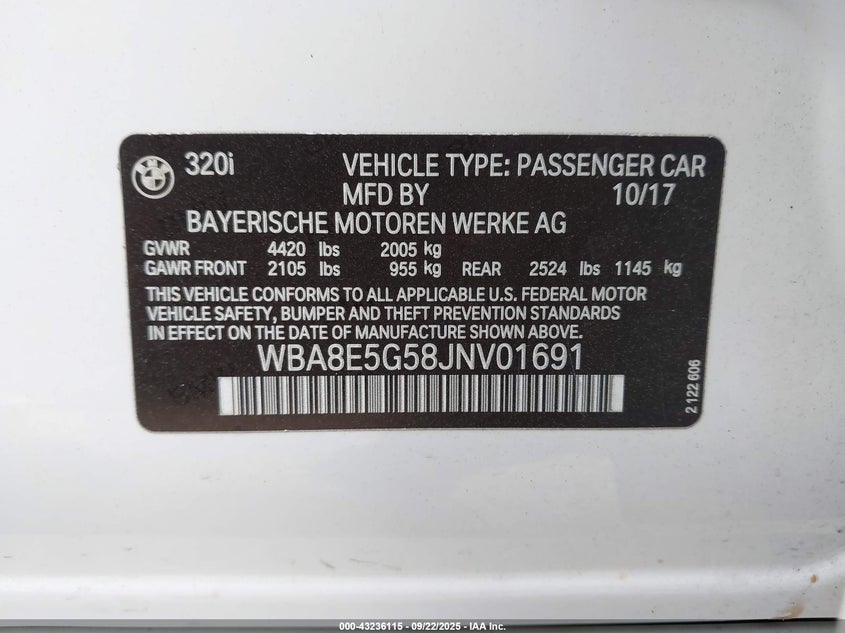 320i VEHICLE TYPE: PASSENGER CAR
MFD BY 10/17
BAYERISCHE MOTOREN WERKE AG
GVWR 4420 lbs 2005 kg
GAWR FRONT 2105 lbs 955 kg REAR 2524 lbs 1145 kg
THIS VEHICLE CONFORMS TO ALL APPLICABLE U.S. FEDERAL MOTOR
VEHICLE SAFETY, BUMPER AND THEFT PREVENTION STANDARDS
IN EFFECT ON THE DATE OF MANUFACTURE ABOVE.
WBA8E5G58JNV01691
2 122 606
000-43236115 - 09/22/2025 - IAA Inc.